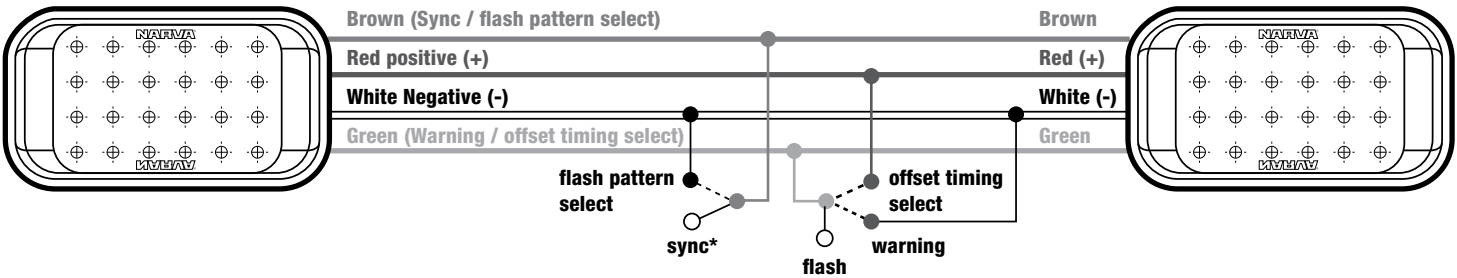 NARVA
NARVA
Brown (Sync / flash pattern select)
Brown
Red positive (+)
Red (+)
White Negative (-)
White (-)
Green (Warning / offset timing select)
Green
NARVA
NARVA
flash pattern
select
sync*
offset timing
select
warning
flash